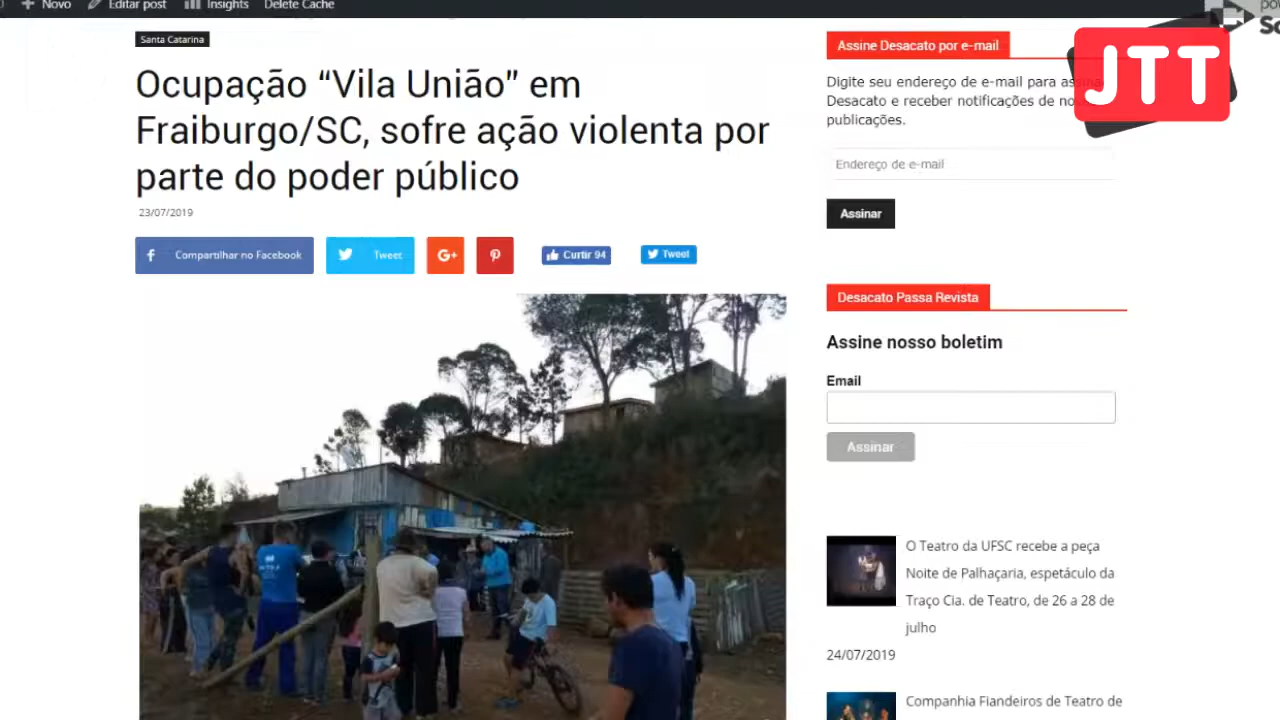 Novo
Editar post
Insights
Delete Cache
Santa Catarina
Ocupação “Vila União” em
Fraiburgo/SC, sofre ação violenta por
parte do poder público
23/07/2019
Compartilhar no Facebook
Tweet
G+
Curtir 94
Tweet
Assine Desacato por e-mail
Digite seu endereço de e-mail para
Desacato e receber notificações de
publicações.
Endereço de e-mail
Assinar
Desacato Passa Revista
Assine nosso boletim
Email
Assinar
O Teatro da UFSC recebe a peça
Noite de Palhaçaria, espetáculo da
Traço Cia. de Teatro, de 26 a 28 de
julho
24/07/2019
Companhia Fiandeiros de Teatro de
JTT